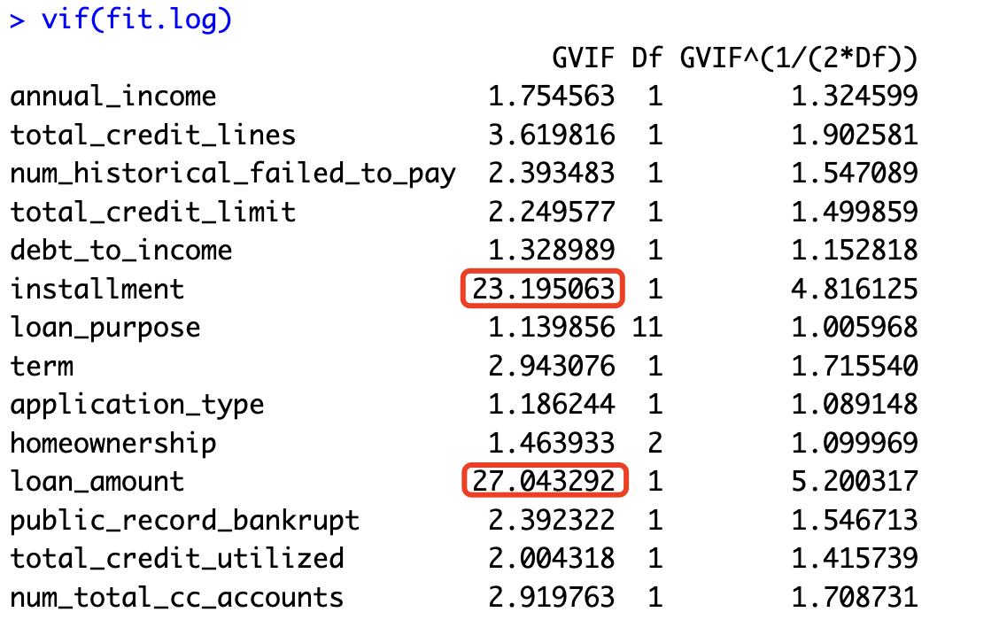 > vif(fit.log)
GVIF Df GVIF^(1/(2*Df))
annual_income 1.754563 1 1.324599
total_credit_lines 3.619816 1 1.902581
num_historical_failed_to_pay 2.393483 1 1.547089
total_credit_limit 2.249577 1 1.499859
debt_to_income 1.328989 1 1.152818
installment 23.195063 1 4.816125
loan_purpose 1.139856 11 1.005968
term 2.943076 1 1.715540
application_type 1.186244 1 1.089148
homeownership 1.463933 2 1.099969
loan_amount 27.043292 1 5.200317
public_record_bankrupt 2.392322 1 1.546713
total_credit_utilized 2.004318 1 1.415739
num_total_cc_accounts 2.919763 1 1.708731